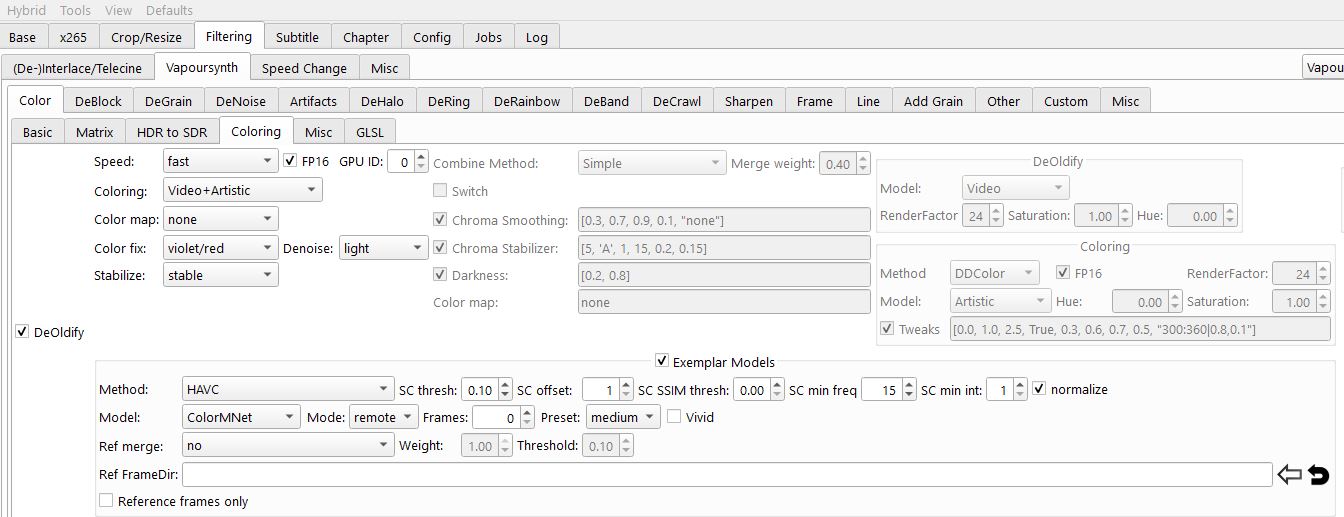 Hybrid Tools View Defaults
Base x265 Crop/Resize Filtering Subtitle Chapter Config Jobs Log
(De-)Interlace/Telecine Vapoursynth Speed Change Misc Vapou
Color DeBlock DeGrain DeNoise Artifacts DeHalo DeRing DeRainbow DeBand DeCrawl Sharpen Frame Line Add Grain Other Custom Misc
Basic Matrix HDR to SDR Coloring Misc GLSL
Speed: fast FP16 GPU ID: 0 Combine Method: Simple Merge weight: 0.40 DeOldify
Coloring: Video+Artistic Switch Model: Video
Color map: none Chroma Smoothing: [0.3, 0.7, 0.9, 0.1, "none"] RenderFactor 24 Saturation: 1.00 Hue: 0.00
Color fix: violet/red Denoise: light Chroma Stabilizer: [5, 'A', 1, 15, 0.2, 0.15] Coloring
Stabilize: stable Darkness: [0.2, 0.8] Method DDColor FP16 RenderFactor: 24
Color map: none Model: Artistic Hue: 0.00 Saturation: 1.00
DeOldify Tweaks [0.0, 1.0, 2.5, True, 0.3, 0.6, 0.7, 0.5, "300:360|0.8,0.1"]
Exemplar Models
Method: HAVC SC thresh: 0.10 SC offset: 1 SC SSIM thresh: 0.00 SC min freq 15 SC min int: 1 normalize
Model: ColorMNet Mode: remote Frames: 0 Preset: medium Vivid
Ref merge: no Weight: 1.00 Threshold: 0.10
Ref FrameDir:
Reference frames only